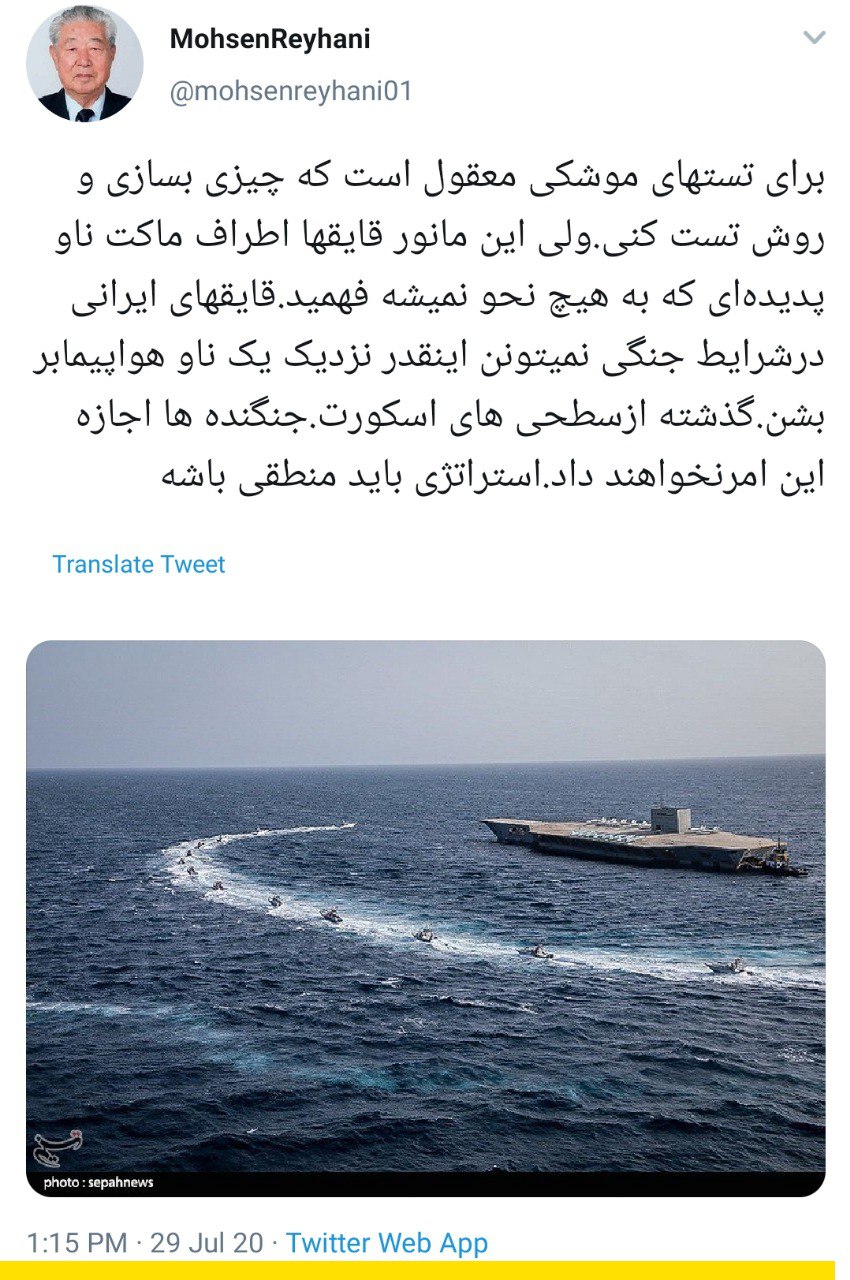 MohsenReyhani
@mohsenreyhani01
برای تستهای موشکی معقول است که چیزی بسازی و
روش تست کنی.ولی این مانور قایقها اطراف ماکت ناو
پدیده‌ای که به هیچ نحو نمیشه فهمید.قایقهای ایرانی
درشرایط جنگی نمیتونن اینقدر نزدیک یک ناو هواپیمابر
بشن.گذشته ازسطحی های اسکورت.جنگنده ها اجازه
این امرنخواهند داد.استراتژی باید منطقی باشه
Translate Tweet
photo : sepahnews
1:15 PM · 29 Jul 20 · Twitter Web App